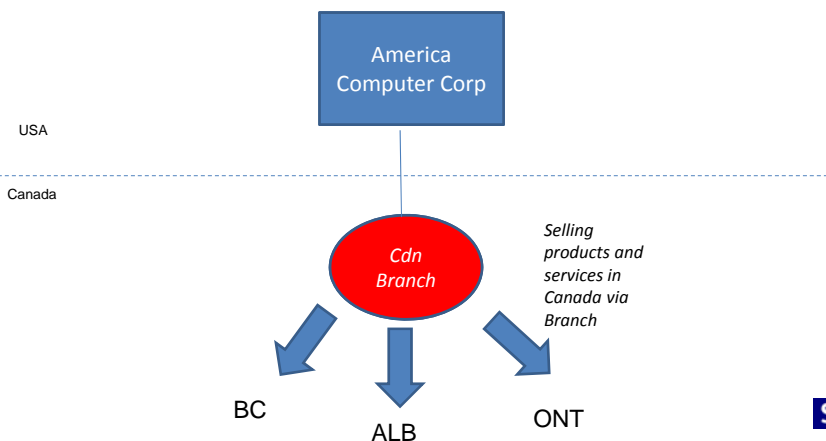 America
Computer Corp
USA
Canada
Cdn
Branch
Selling
products and
services in
Canada via
Branch
BC
ALB
ONT
S